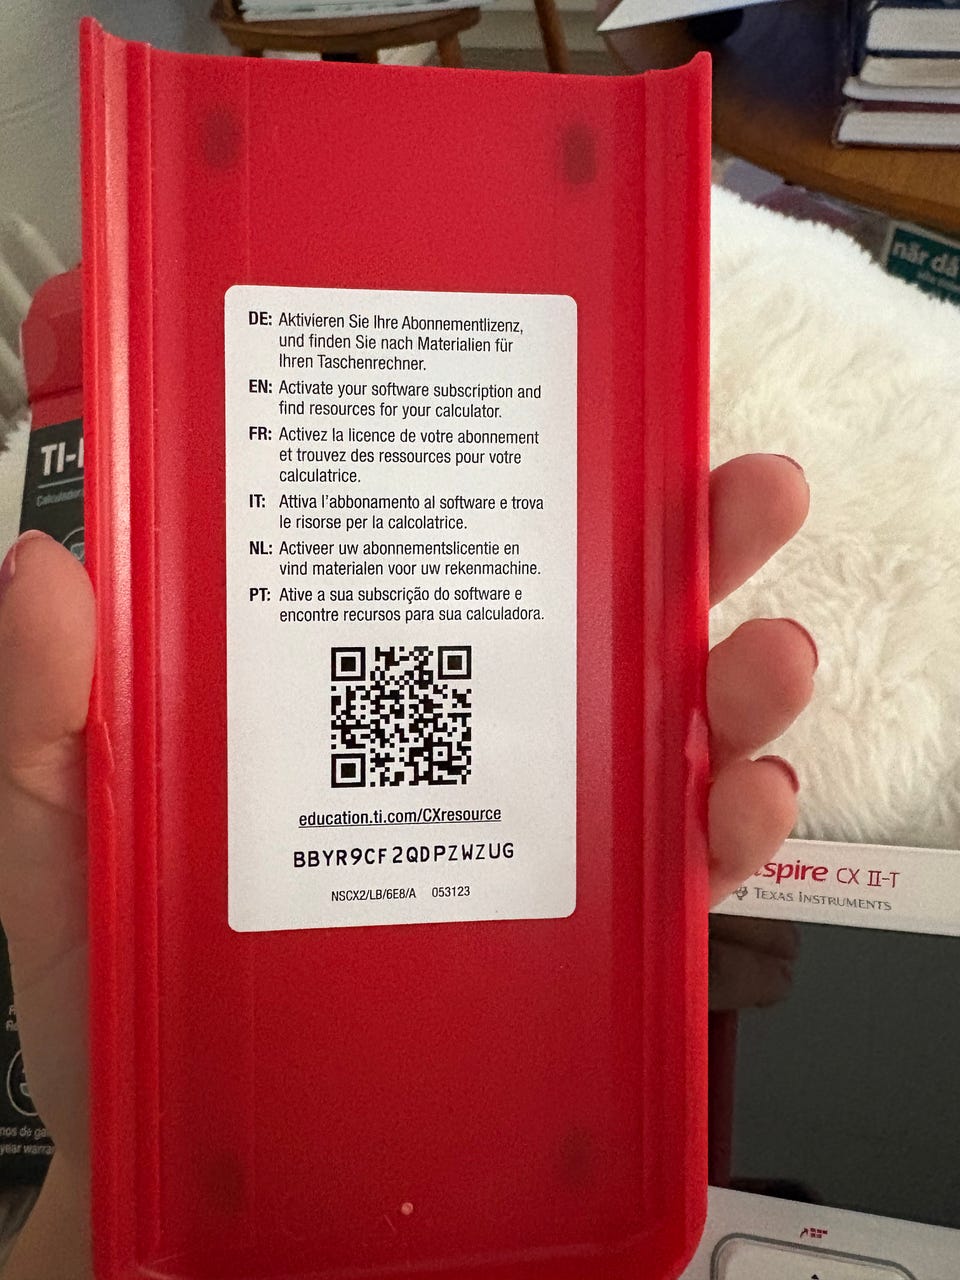 DE: Aktivieren Sie Ihre Abonnementlizenz,
und finden Sie nach Materialien für
Ihren Taschenrechner.
EN: Activate your software subscription and
find resources for your calculator.
FR: Activez la licence de votre abonnement
et trouvez des ressources pour votre
calculatrice.
IT: Attiva l'abbonamento al software e trova
le risorse per la calcolatrice.
NL: Activeer uw abonnementslicentie en
vind materialen voor uw rekenmachine.
PT: Ative a sua subscrição do software e
encontre recursos para sua calculadora.
education.ti.com/CXresource
BBYR9CF2QDPZWZUG
NSCX2/LB/6E8/A 053123
när då
TI-
spire CX II-T
TEXAS INSTRUMENTS
year warra